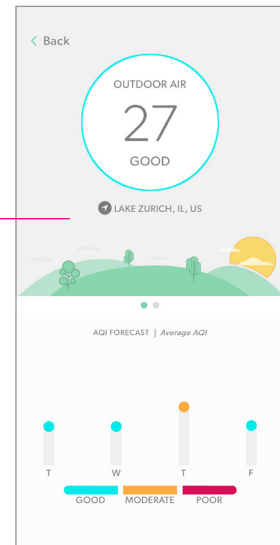 Back
OUTDOOR AIR
27
GOOD
LAKE ZURICH, IL, US
AQI FORECAST | Average AQI
T W T F
GOOD MODERATE POOR